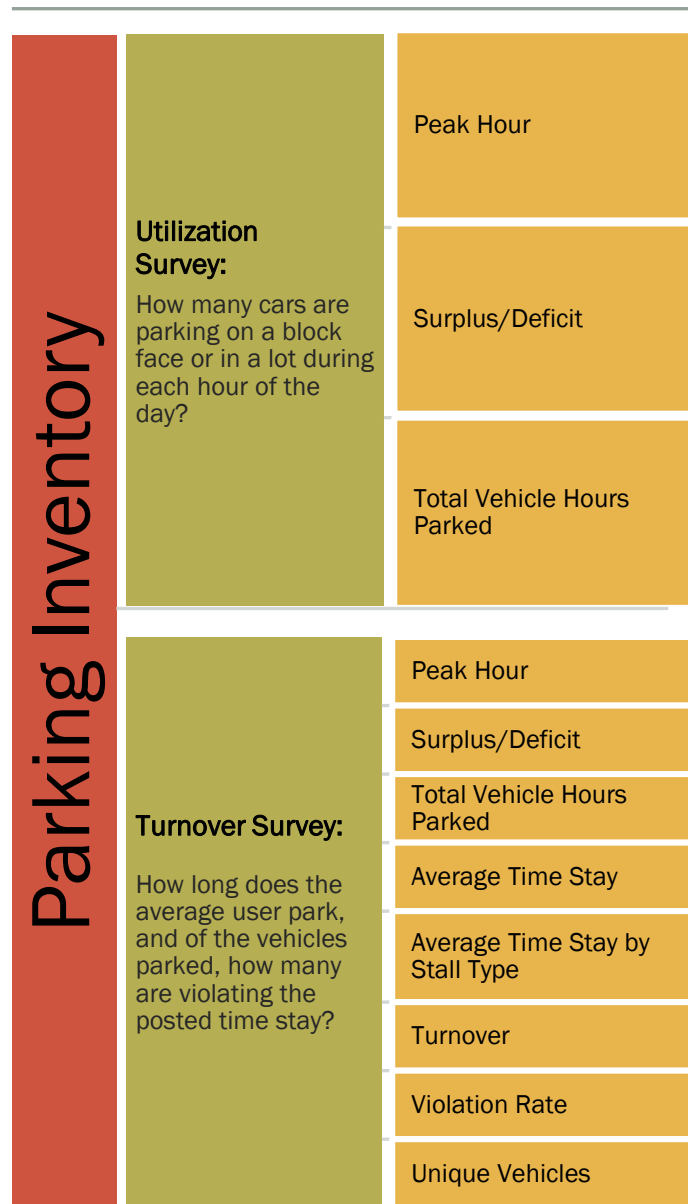 Parking Inventory
Utilization
Survey:
How many cars are
parking on a block
face or in a lot during
each hour of the
day?
Peak Hour
Surplus/Deficit
Total Vehicle Hours
Parked
Turnover Survey:
How long does the
average user park,
and of the vehicles
parked, how many
are violating the
posted time stay?
Peak Hour
Surplus/Deficit
Total Vehicle Hours
Parked
Average Time Stay
Average Time Stay by
Stall Type
Turnover
Violation Rate
Unique Vehicles